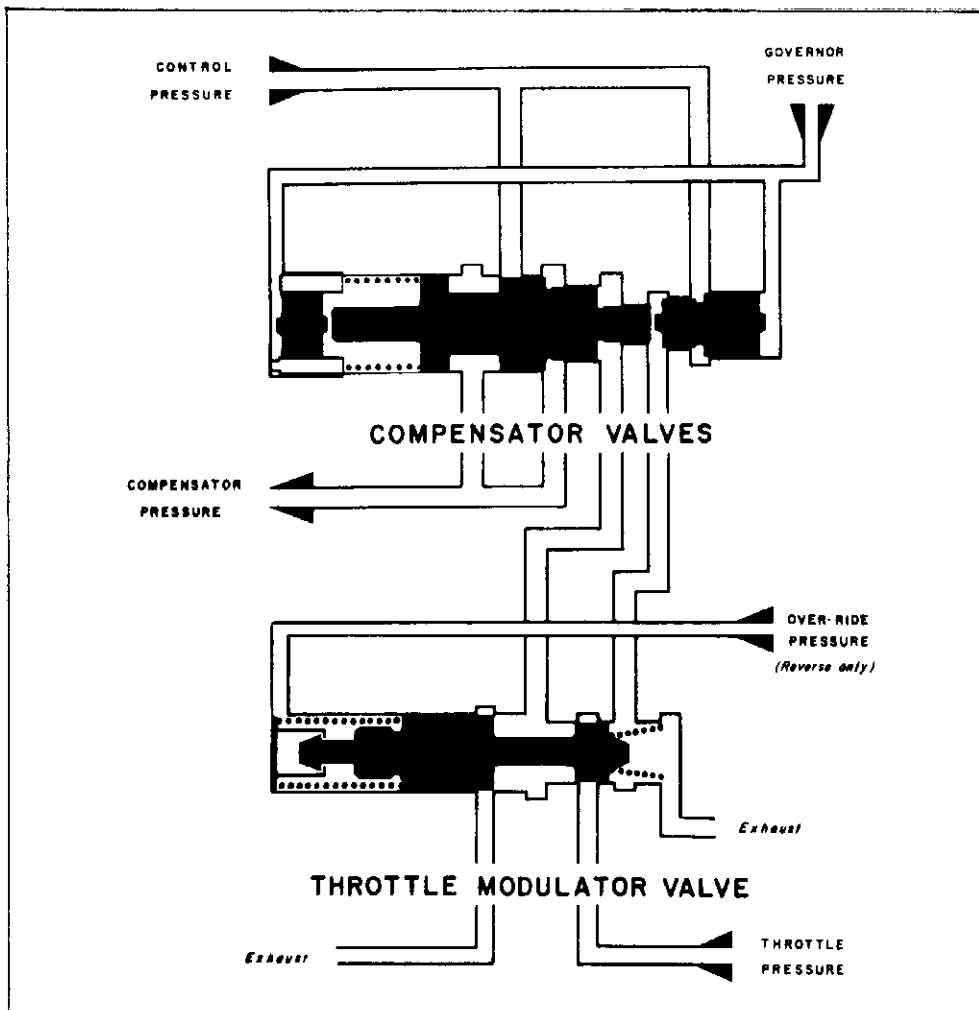 CONTROL
PRESSURE
GOVERNOR
PRESSURE
COMPENSATOR VALVES
COMPENSATOR
PRESSURE
OVER-RIDE
PRESSURE
(Reverse only)
Exhaust
THROTTLE MODULATOR VALVE
Exhaust
THROTTLE
PRESSURE